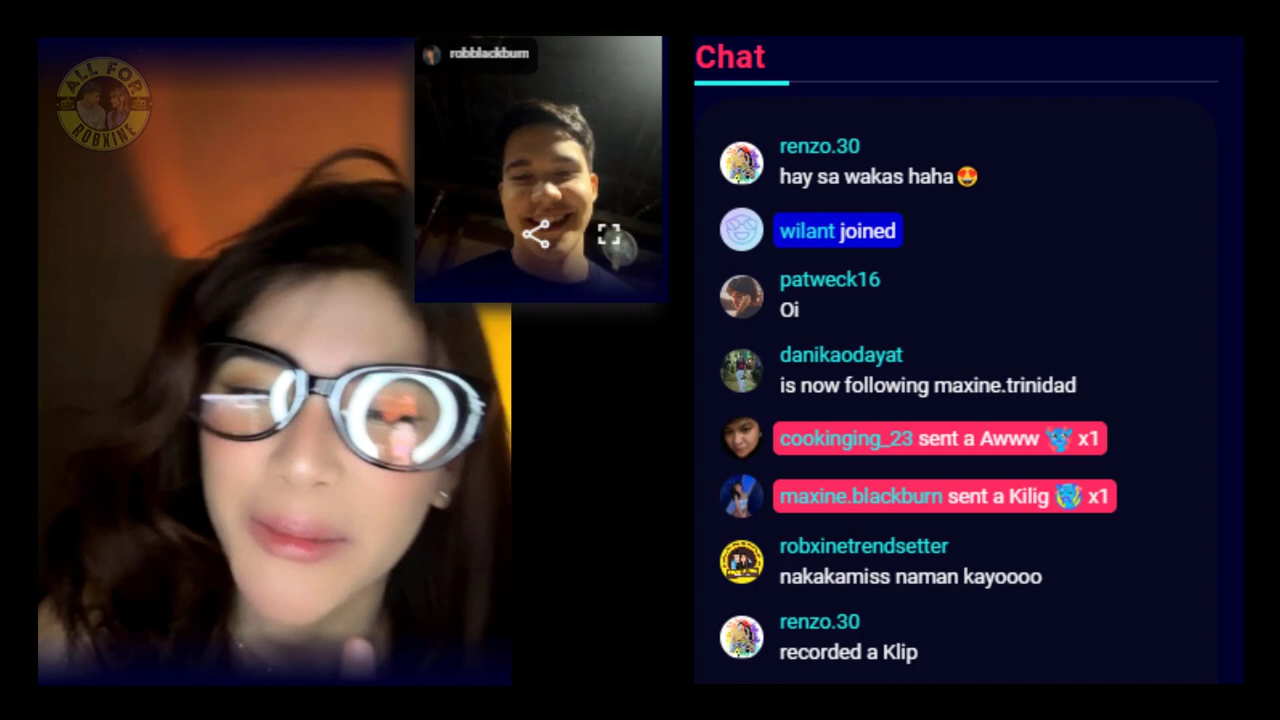 ALL FOR
ROBXINE
robblackburn
Chat
renzo.30
hay sa wakas haha😍
wilant joined
patweck16
Oi
danikaodayat
is now following maxine.trinidad
cookinging_23 sent a Awww x1
maxine.blackburn sent a Kilig x1
robxinetrendsetter
nakakamiss naman kayoooo
renzo.30
recorded a Klip